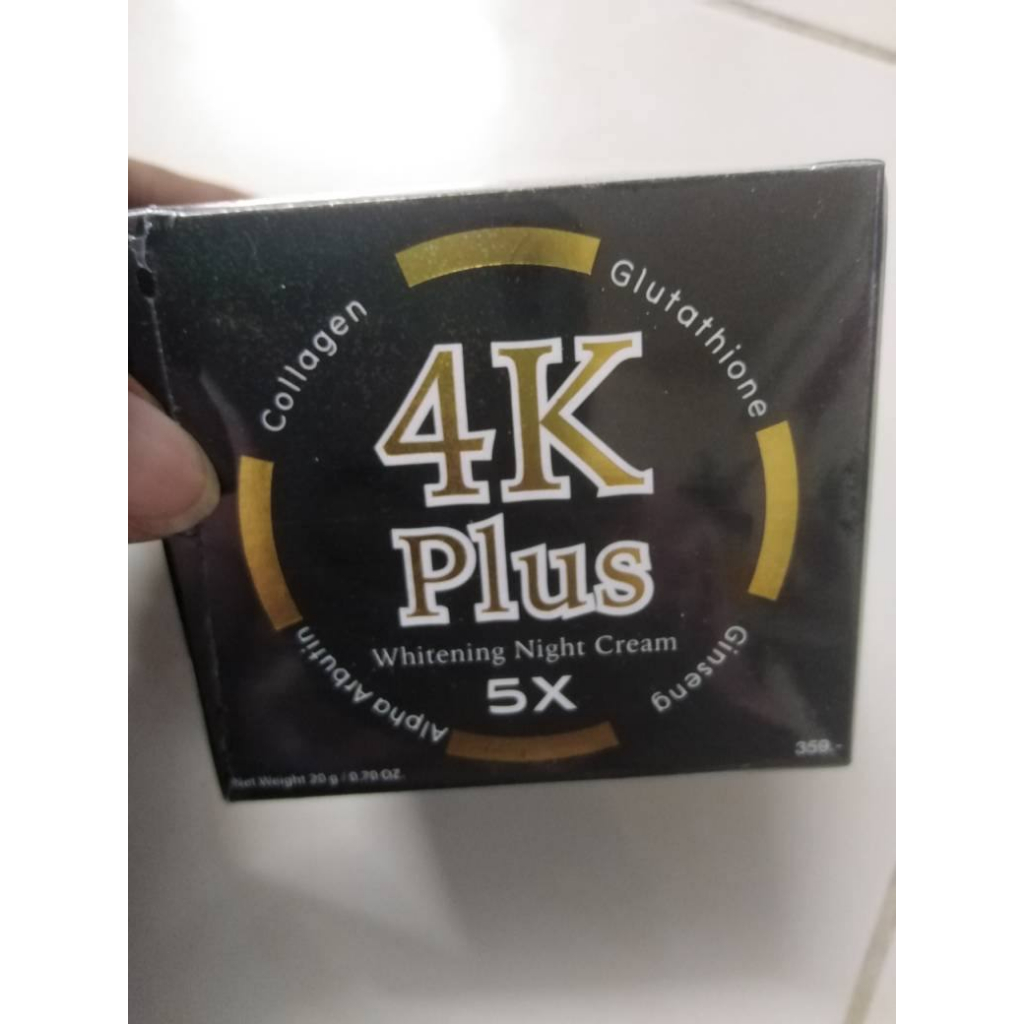 Collagen
Glutathione
4K
Plus
Whitening Night Cream
5X
Alpha Arbutin
Ginseng
Net Weight 20 g / 0.70 OZ.
359.-